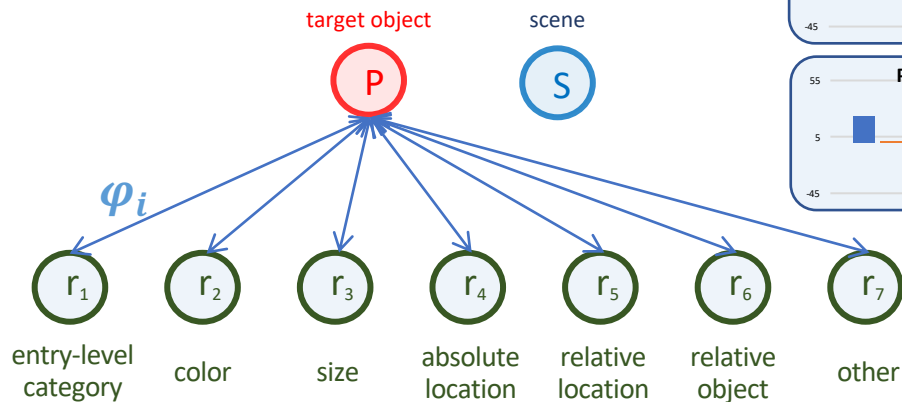 target object
scene
-45
P
S
55
5
-45
φᵢ
r₁ r₂ r₃ r₄ r₅ r₆ r₇
entry-level category
color
size
absolute location
relative location
relative object
other